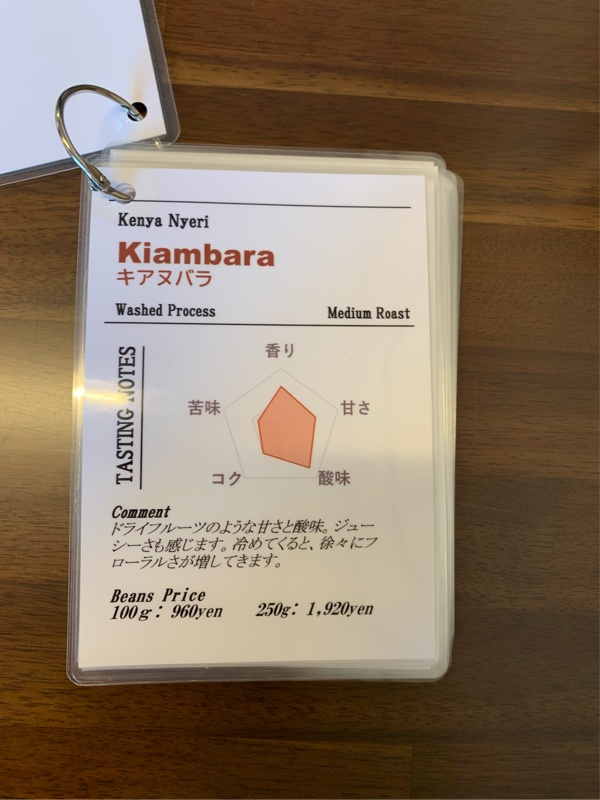 Kenya Nyeri
Kiambara
キアヌバラ
Washed Process
Medium Roast
TASTING NOTES
香り
苦味
甘さ
コク
酸味
Comment
ドライフルーツのような甘さと酸味。ジュー
シーさも感じます。冷めてくると、徐々にフ
ローラルさが増してきます。
Beans Price
100g: 960yen 250g: 1,920yen